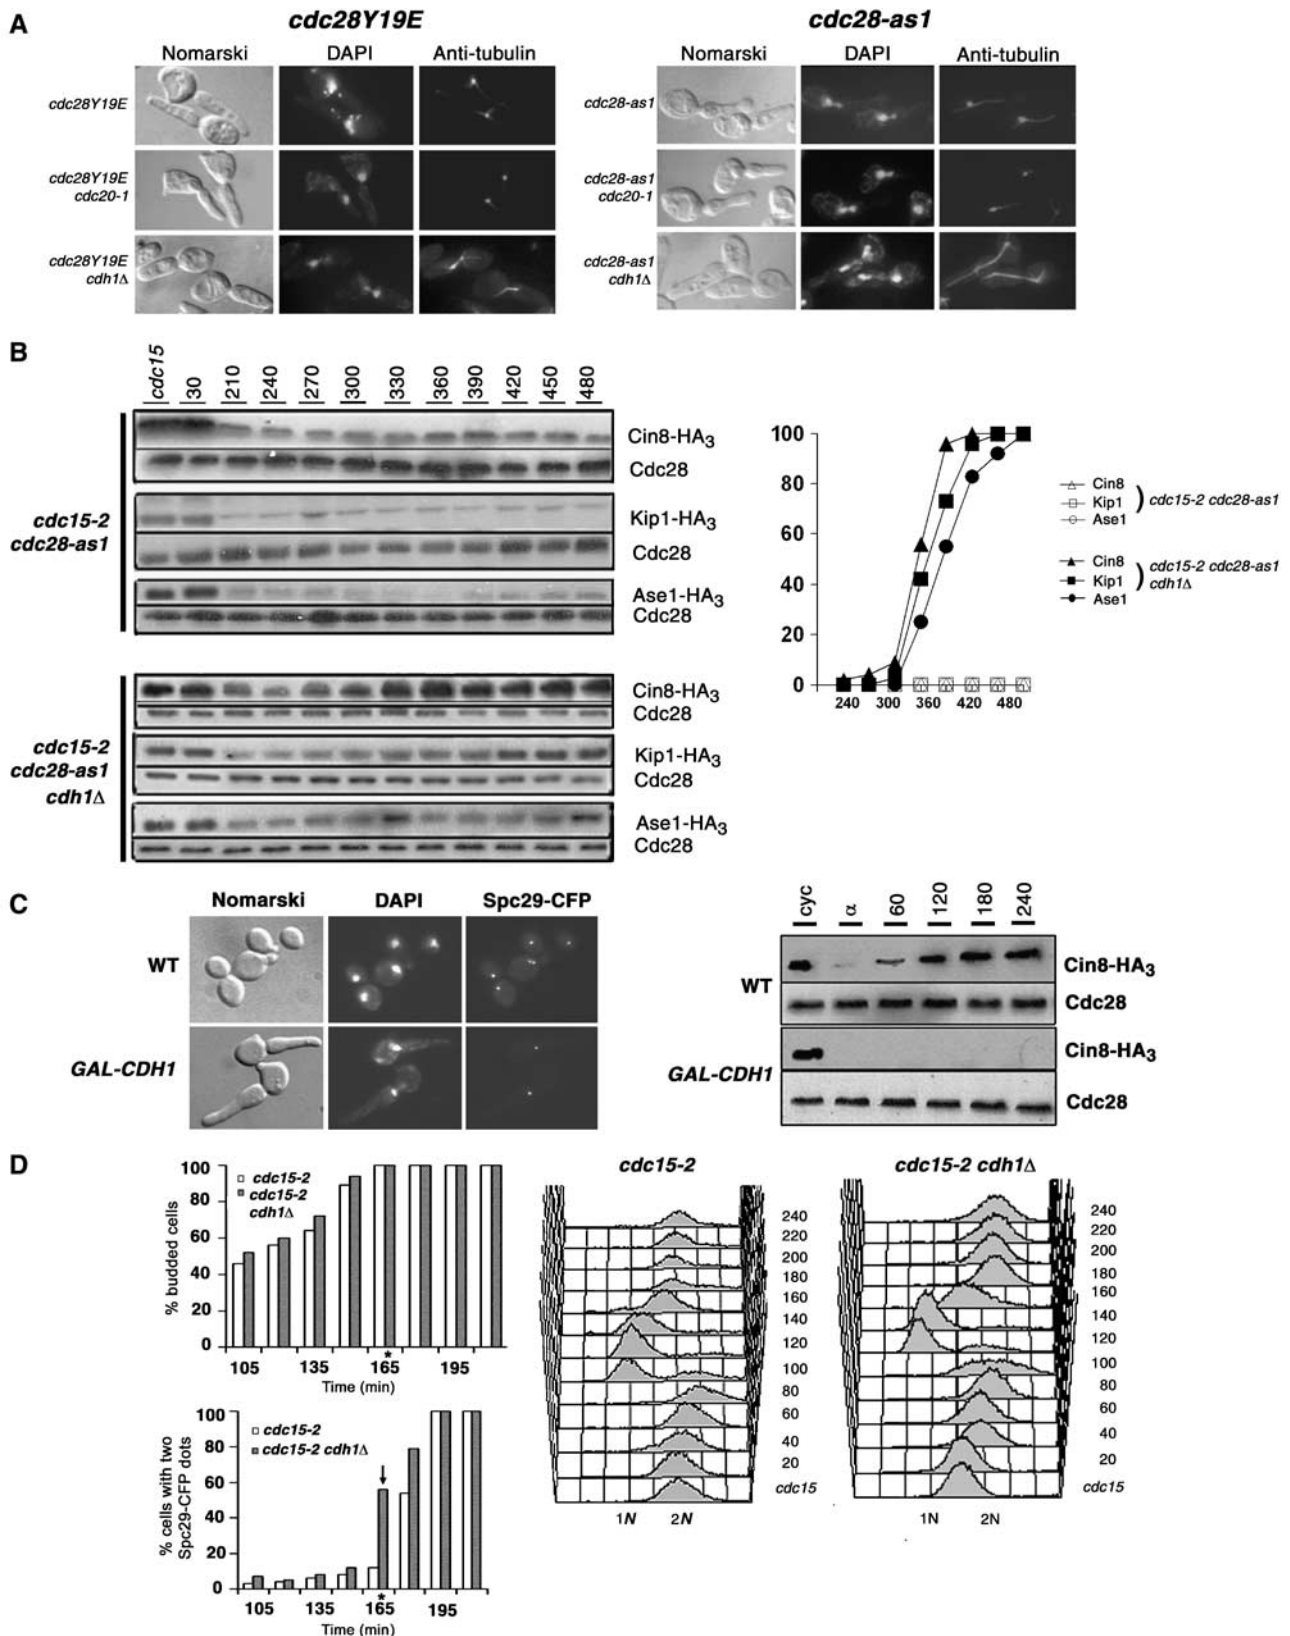 A
cdc28Y19E
cdc28-as1
Nomarski DAPI Anti-tubulin
Nomarski DAPI Anti-tubulin
cdc28Y19E
cdc28Y19E
cdc20-1
cdc28Y19E
cdh1Δ
cdc28-as1
cdc28-as1
cdc20-1
cdc28-as1
cdh1Δ
B
cdc15 30 210 240 270 300 330 360 390 420 450 480
cdc15-2
cdc28-as1
Cin8-HA3
Cdc28
Kip1-HA3
Cdc28
Ase1-HA3
Cdc28
cdc15-2
cdc28-as1
cdh1Δ
Cin8-HA3
Cdc28
Kip1-HA3
Cdc28
Ase1-HA3
Cdc28
100
80
60
40
20
0
240 300 360 420 480
Cin8
Kip1
Ase1
) cdc15-2 cdc28-as1
Cin8
Kip1
Ase1
) cdc15-2 cdc28-as1
cdh1Δ
C
Nomarski DAPI Spc29-CFP
WT
GAL-CDH1
cyc α 60 120 180 240
WT
Cin8-HA3
Cdc28
GAL-CDH1
Cin8-HA3
Cdc28
D
% budded cells
100
80
60
40
20
0
cdc15-2
cdc15-2
cdh1Δ
105 135 165 195
*
Time (min)
% cells with two
Spc29-CFP dots
100
80
60
40
20
0
cdc15-2
cdc15-2 cdh1Δ
105 135 165 195
*
Time (min)
cdc15-2
240
220
200
180
160
140
120
100
80
60
40
20
cdc15
1N 2N
cdc15-2 cdh1Δ
240
220
200
180
160
140
120
100
80
60
40
20
cdc15
1N 2N